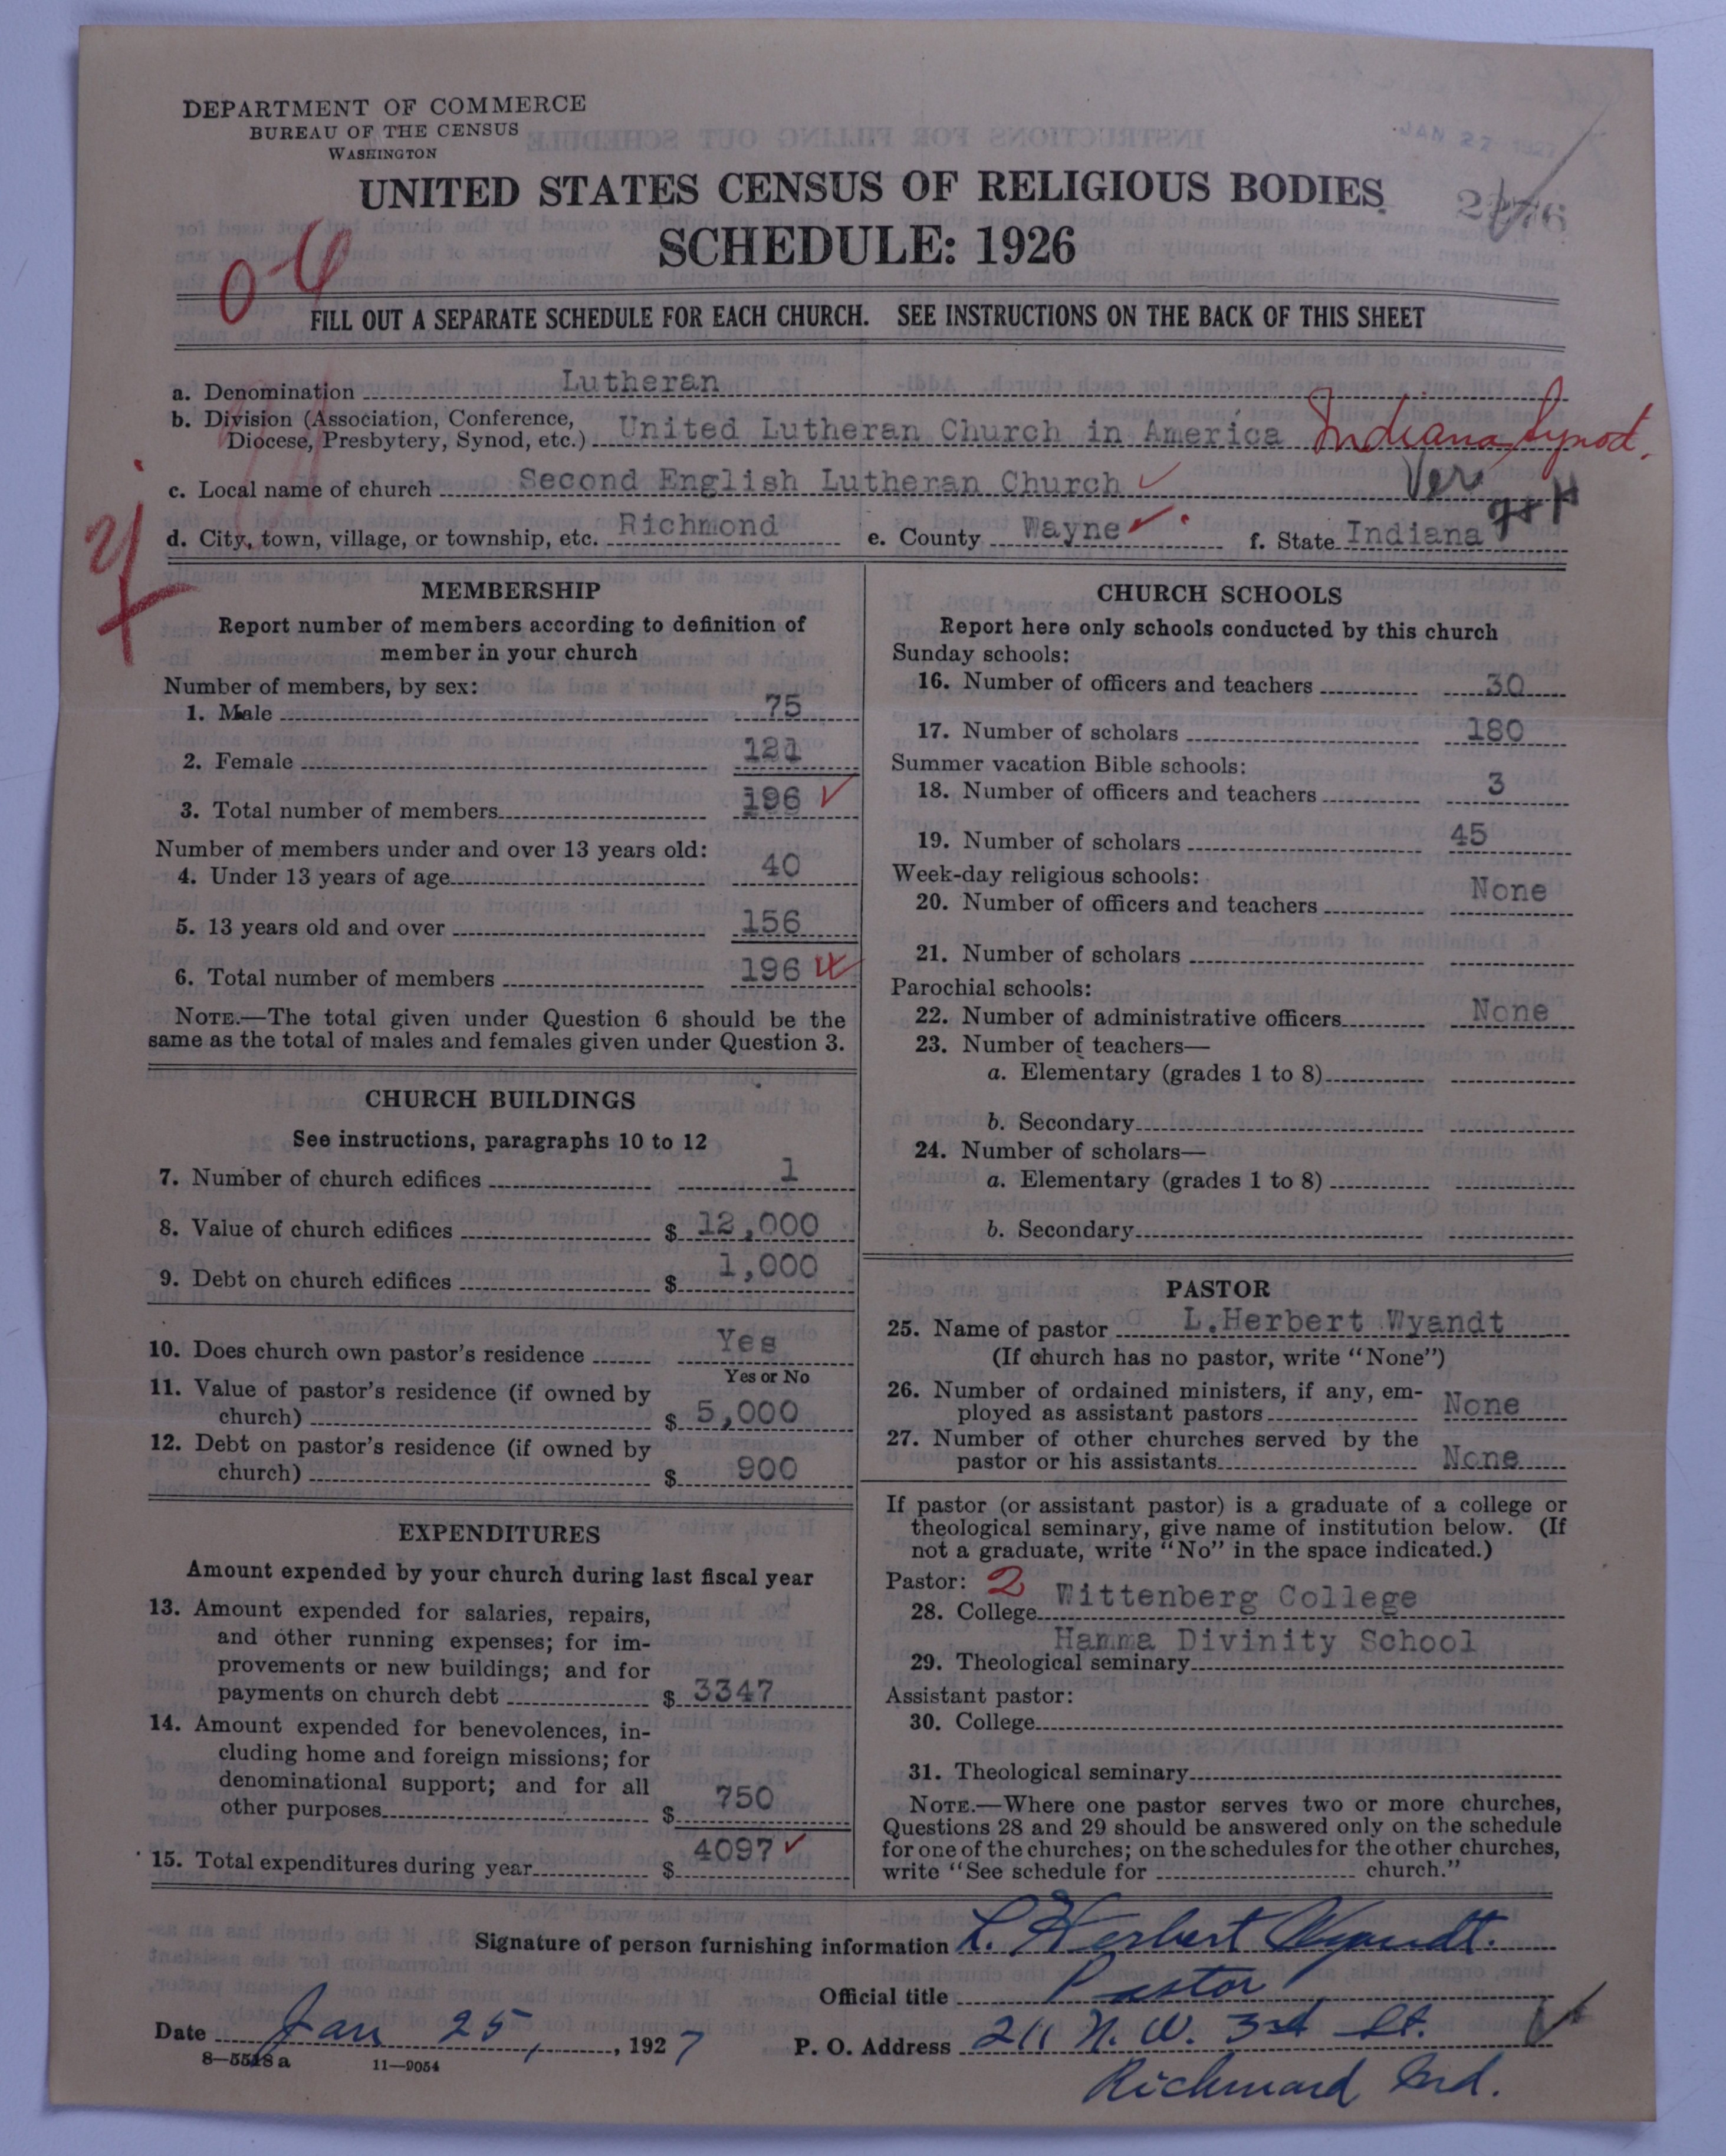 DEPARTMENT OF COMMERCE
BUREAU OF THE CENSUS
WASHINGTON
JAN 27 1927
UNITED STATES CENSUS OF RELIGIOUS BODIES
SCHEDULE: 1926
FILL OUT A SEPARATE SCHEDULE FOR EACH CHURCH. SEE INSTRUCTIONS ON THE BACK OF THIS SHEET
a. Denomination Lutheran
b. Division (Association, Conference,
Diocese, Presbytery, Synod, etc.) United Lutheran Church in America Indiana Synod.
c. Local name of church Second English Lutheran Church Ver
d. City, town, village, or township, etc. Richmond e. County Wayne f. State Indiana
MEMBERSHIP
Report number of members according to definition of
member in your church
Number of members, by sex:
1. Male 75
2. Female 121
3. Total number of members 196
Number of members under and over 13 years old:
4. Under 13 years of age 40
5. 13 years old and over 156
6. Total number of members 196
NOTE.—The total given under Question 6 should be the
same as the total of males and females given under Question 3.
CHURCH BUILDINGS
See instructions, paragraphs 10 to 12
7. Number of church edifices 1
8. Value of church edifices $ 12,000
9. Debt on church edifices $ 1,000
10. Does church own pastor's residence Yes
Yes or No
11. Value of pastor's residence (if owned by
church) $ 5,000
12. Debt on pastor's residence (if owned by
church) $ 900
EXPENDITURES
Amount expended by your church during last fiscal year
13. Amount expended for salaries, repairs,
and other running expenses; for im-
provements or new buildings; and for
payments on church debt $ 3347
14. Amount expended for benevolences, in-
cluding home and foreign missions; for
denominational support; and for all
other purposes $ 750
15. Total expenditures during year $ 4097
CHURCH SCHOOLS
Report here only schools conducted by this church
Sunday schools:
16. Number of officers and teachers 30
17. Number of scholars 180
Summer vacation Bible schools:
18. Number of officers and teachers 3
19. Number of scholars 45
Week-day religious schools:
20. Number of officers and teachers None
21. Number of scholars
Parochial schools:
22. Number of administrative officers None
23. Number of teachers—
a. Elementary (grades 1 to 8)
b. Secondary
24. Number of scholars—
a. Elementary (grades 1 to 8)
b. Secondary
PASTOR
25. Name of pastor L.Herbert Wyandt
(If church has no pastor, write "None")
26. Number of ordained ministers, if any, em-
ployed as assistant pastors None
27. Number of other churches served by the
pastor or his assistants None
If pastor (or assistant pastor) is a graduate of a college or
theological seminary, give name of institution below. (If
not a graduate, write "No" in the space indicated.)
Pastor: 2
28. College Wittenberg College
29. Theological seminary Hamma Divinity School
Assistant pastor:
30. College
31. Theological seminary
NOTE.—Where one pastor serves two or more churches,
Questions 28 and 29 should be answered only on the schedule
for one of the churches; on the schedules for the other churches,
write "See schedule for church."
Signature of person furnishing information L. Herbert Wyandt.
Official title Pastor
Date Jan 25, 1927 P. O. Address 211 N. W. 3rd St.
Richmond Ind.
8—5518a 11—9054